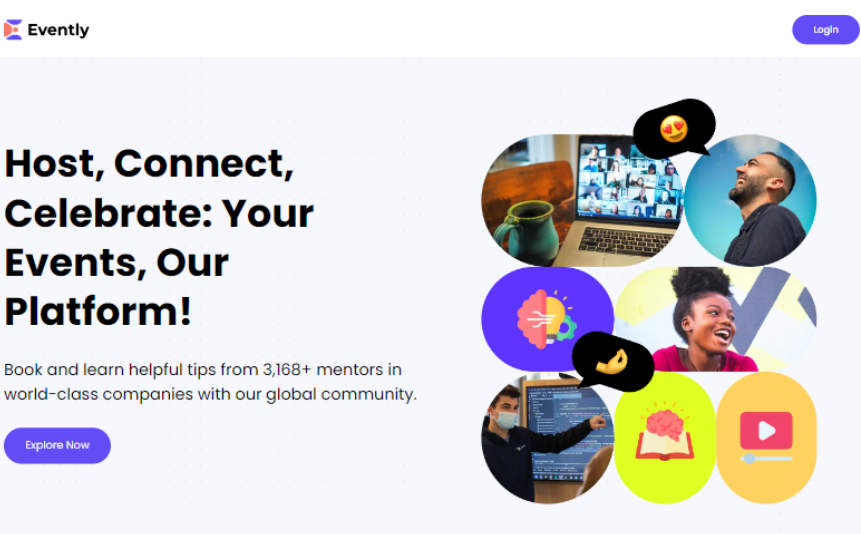 Evently
Login
Host, Connect,
Celebrate: Your
Events, Our
Platform!
Book and learn helpful tips from 3,168+ mentors in
world-class companies with our global community.
Explore Now